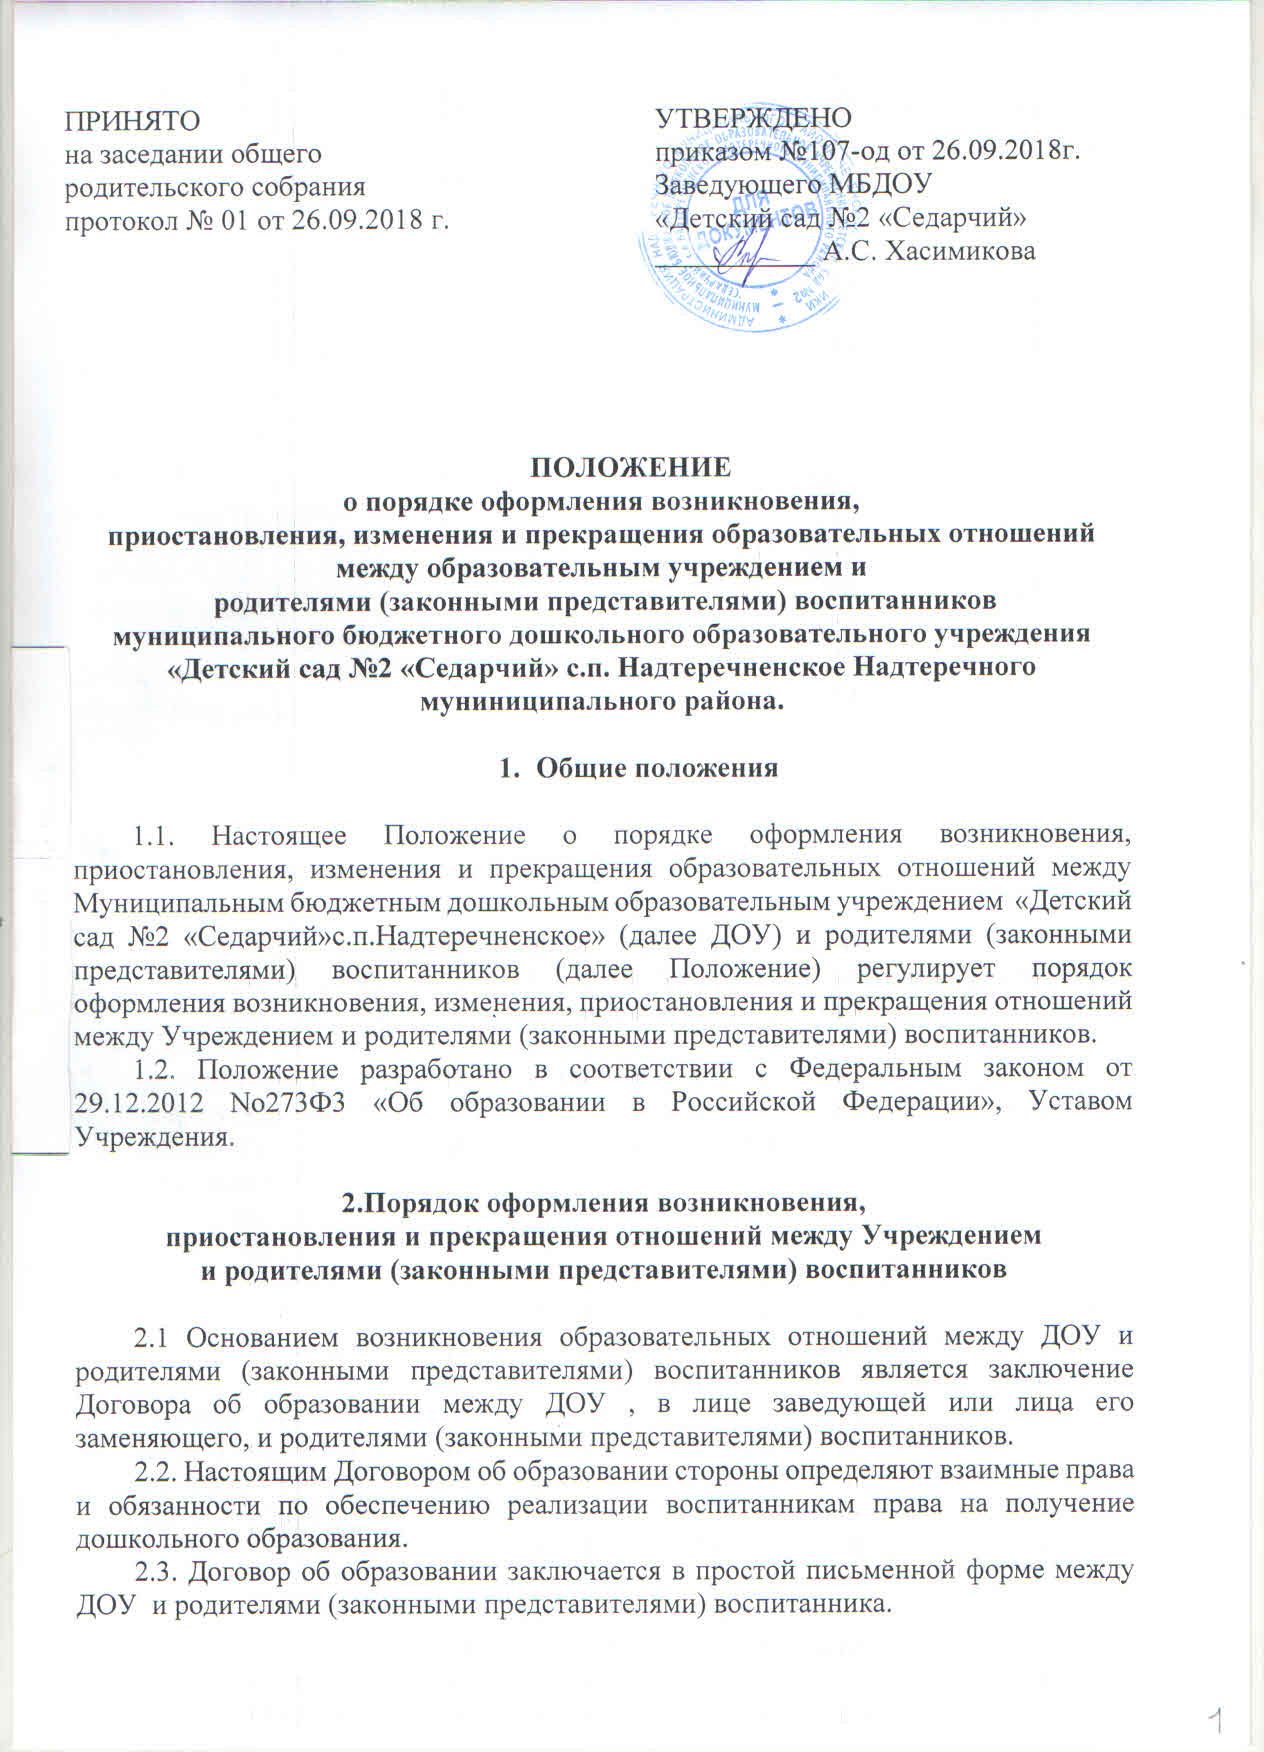 ПРИНЯТО
на заседании общего
родительского собрания
протокол № 01 от 26.09.2018 г.
УТВЕРЖДЕНО
приказом №107-од от 26.09.2018г.
Заведующего МБДОУ
«Детский сад №2 «Седарчий»
____________ А.С. Хасимикова
ДЛЯ
ДОКУМЕНТОВ
ПОЛОЖЕНИЕ
о порядке оформления возникновения,
приостановления, изменения и прекращения образовательных отношений
между образовательным учреждением и
родителями (законными представителями) воспитанников
муниципального бюджетного дошкольного образовательного учреждения
«Детский сад №2 «Седарчий» с.п. Надтеречненское Надтеречного
муниниципального района.
1. Общие положения
1.1. Настоящее Положение о порядке оформления возникновения,
приостановления, изменения и прекращения образовательных отношений между
Муниципальным бюджетным дошкольным образовательным учреждением «Детский
сад №2 «Седарчий»с.п.Надтеречненское» (далее ДОУ) и родителями (законными
представителями) воспитанников (далее Положение) регулирует порядок
оформления возникновения, изменения, приостановления и прекращения отношений
между Учреждением и родителями (законными представителями) воспитанников.
1.2. Положение разработано в соответствии с Федеральным законом от
29.12.2012 No273ФЗ «Об образовании в Российской Федерации», Уставом
Учреждения.
2.Порядок оформления возникновения,
приостановления и прекращения отношений между Учреждением
и родителями (законными представителями) воспитанников
2.1 Основанием возникновения образовательных отношений между ДОУ и
родителями (законными представителями) воспитанников является заключение
Договора об образовании между ДОУ , в лице заведующей или лица его
заменяющего, и родителями (законными представителями) воспитанников.
2.2. Настоящим Договором об образовании стороны определяют взаимные права
и обязанности по обеспечению реализации воспитанникам права на получение
дошкольного образования.
2.3. Договор об образовании заключается в простой письменной форме между
ДОУ и родителями (законными представителями) воспитанника.
1